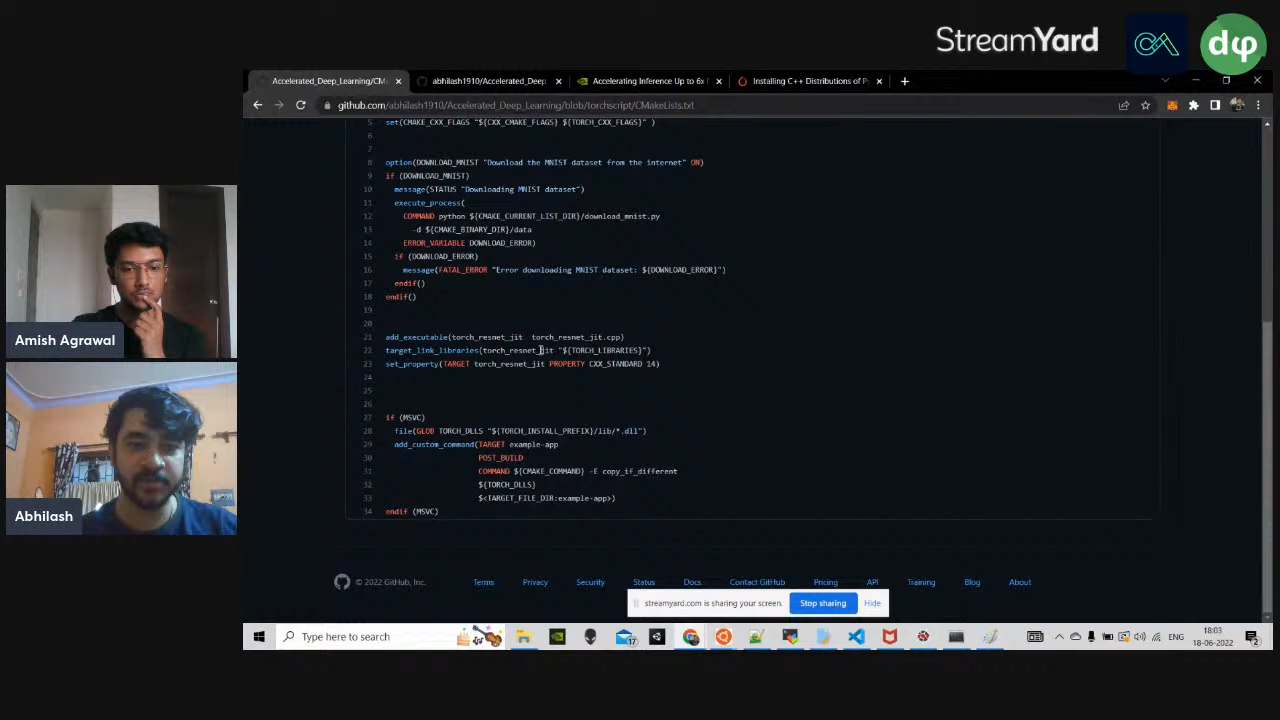 StreamYard
dφ
Accelerated_Deep_Learning/CM
abhilash1910/Accelerated_Deep
Accelerating Inference Up to 6x
Installing C++ Distributions of P
github.com/abhilash1910/Accelerated_Deep_Learning/blob/torchscript/CMakeLists.txt
5 set(CMAKE_CXX_FLAGS "${CXX_CMAKE_FLAGS} ${TORCH_CXX_FLAGS}" )
6
7
8 option(DOWNLOAD_MNIST "Download the MNIST dataset from the internet" ON)
9 if (DOWNLOAD_MNIST)
10 message(STATUS "Downloading MNIST dataset")
11 execute_process(
12 COMMAND python ${CMAKE_CURRENT_LIST_DIR}/download_mnist.py
13 -d ${CMAKE_BINARY_DIR}/data
14 ERROR_VARIABLE DOWNLOAD_ERROR)
15 if (DOWNLOAD_ERROR)
16 message(FATAL_ERROR "Error downloading MNIST dataset: ${DOWNLOAD_ERROR}")
17 endif()
18 endif()
19
20
21 add_executable(torch_resnet_jit torch_resnet_jit.cpp)
22 target_link_libraries(torch_resnet_jit "${TORCH_LIBRARIES}")
23 set_property(TARGET torch_resnet_jit PROPERTY CXX_STANDARD 14)
24
25
26
27 if (MSVC)
28 file(GLOB TORCH_DLLS "${TORCH_INSTALL_PREFIX}/lib/*.dll")
29 add_custom_command(TARGET example-app
30 POST_BUILD
31 COMMAND ${CMAKE_COMMAND} -E copy_if_different
32 ${TORCH_DLLS}
33 $<TARGET_FILE_DIR:example-app>)
34 endif (MSVC)
Amish Agrawal
Abhilash
© 2022 GitHub, Inc. Terms Privacy Security Status Docs Contact GitHub Pricing API Training Blog About
streamyard.com is sharing your screen. Stop sharing Hide
Type here to search
17
ENG
18:03
18-06-2022
2